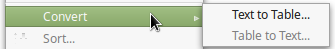 Convert
Text to Table...
Table to Text...
Sort...